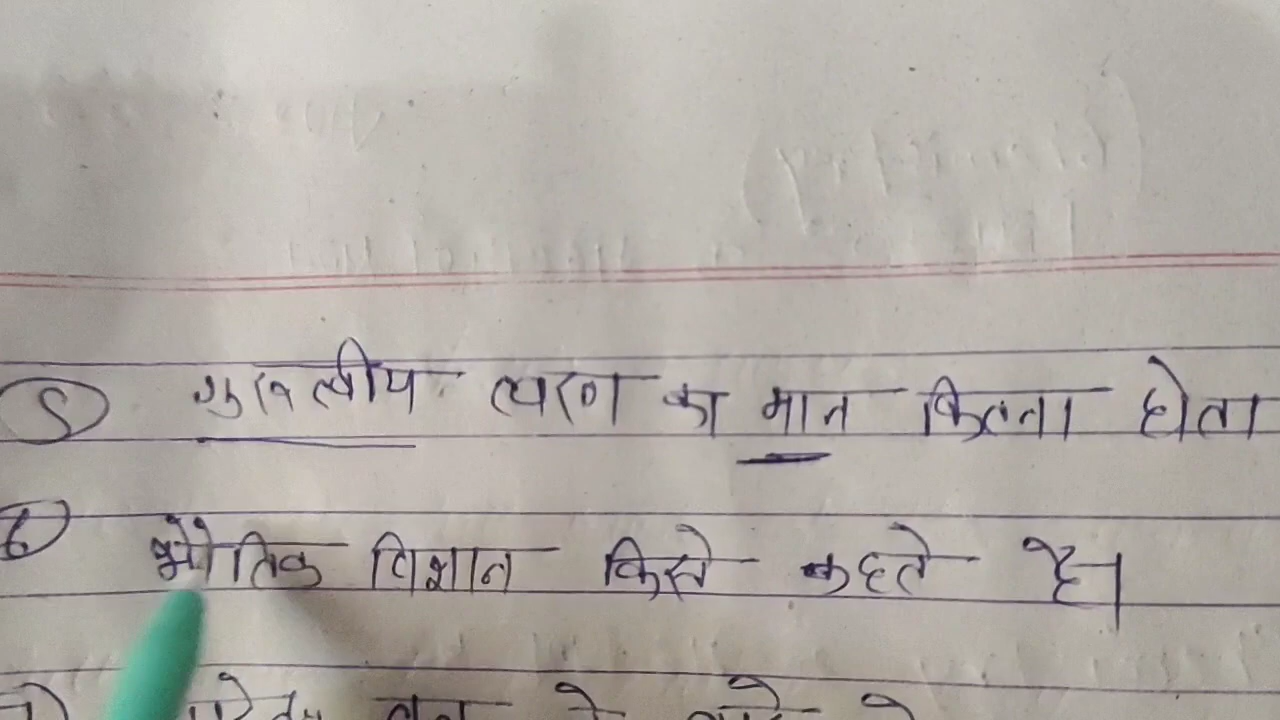 5 गुरुत्वीय त्वरण का मान कितना होता
6 भौतिक विज्ञान किसे कहते है।